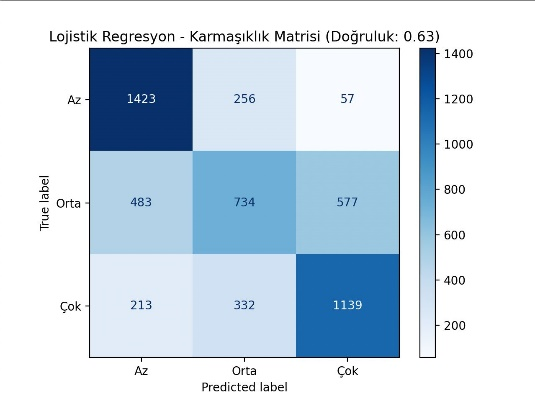 Lojistik Regresyon - Karmaşıklık Matrisi (Doğruluk: 0.63)
Az 1423 256 57
Orta 483 734 577
Çok 213 332 1139
Az Orta Çok
Predicted label
True label
1400
1200
1000
800
600
400
200